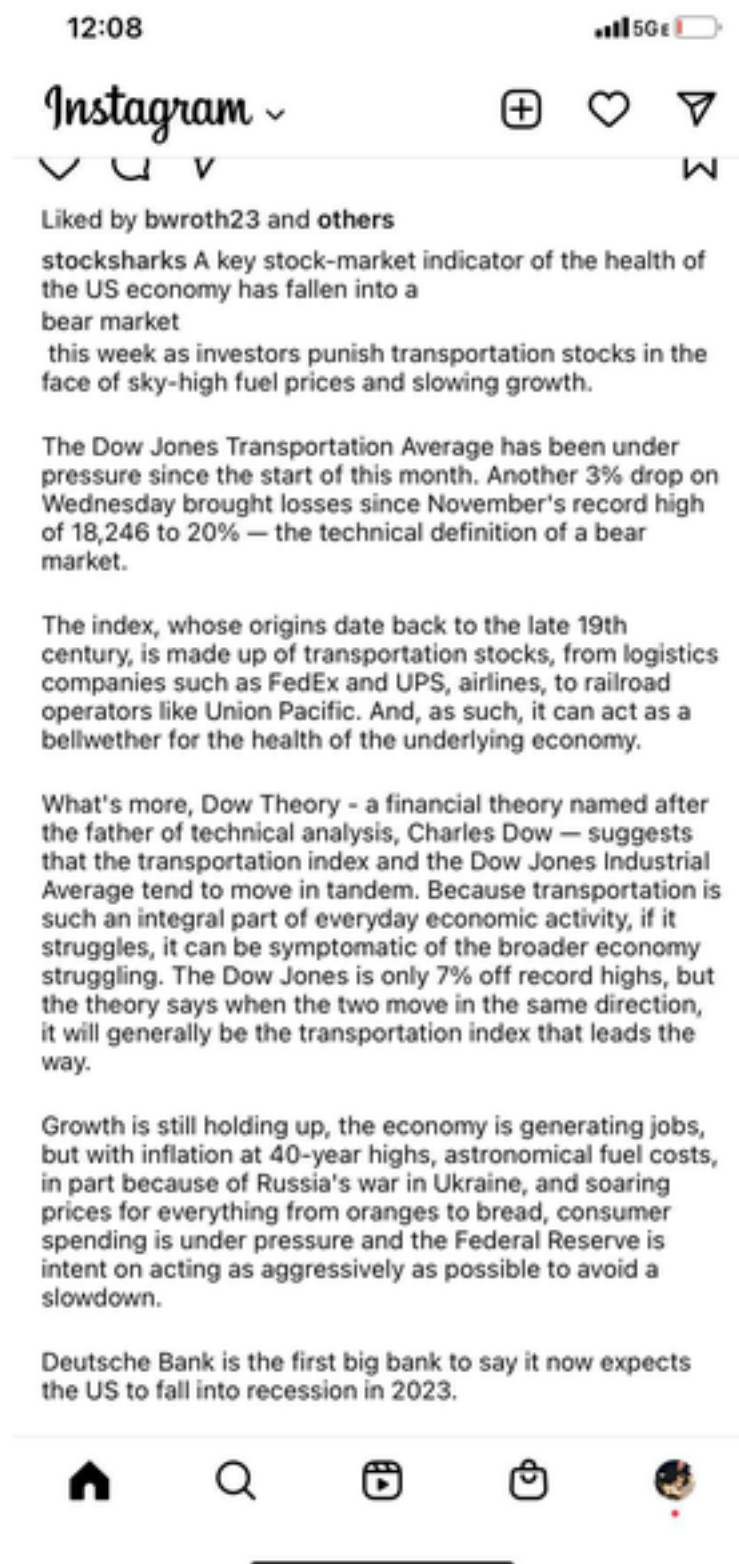 12:08
5GE
Instagram
Liked by bwroth23 and others
stocksharks A key stock-market indicator of the health of
the US economy has fallen into a
bear market
this week as investors punish transportation stocks in the
face of sky-high fuel prices and slowing growth.
The Dow Jones Transportation Average has been under
pressure since the start of this month. Another 3% drop on
Wednesday brought losses since November's record high
of 18,246 to 20% — the technical definition of a bear
market.
The index, whose origins date back to the late 19th
century, is made up of transportation stocks, from logistics
companies such as FedEx and UPS, airlines, to railroad
operators like Union Pacific. And, as such, it can act as a
bellwether for the health of the underlying economy.
What's more, Dow Theory - a financial theory named after
the father of technical analysis, Charles Dow — suggests
that the transportation index and the Dow Jones Industrial
Average tend to move in tandem. Because transportation is
such an integral part of everyday economic activity, if it
struggles, it can be symptomatic of the broader economy
struggling. The Dow Jones is only 7% off record highs, but
the theory says when the two move in the same direction,
it will generally be the transportation index that leads the
way.
Growth is still holding up, the economy is generating jobs,
but with inflation at 40-year highs, astronomical fuel costs,
in part because of Russia's war in Ukraine, and soaring
prices for everything from oranges to bread, consumer
spending is under pressure and the Federal Reserve is
intent on acting as aggressively as possible to avoid a
slowdown.
Deutsche Bank is the first big bank to say it now expects
the US to fall into recession in 2023.